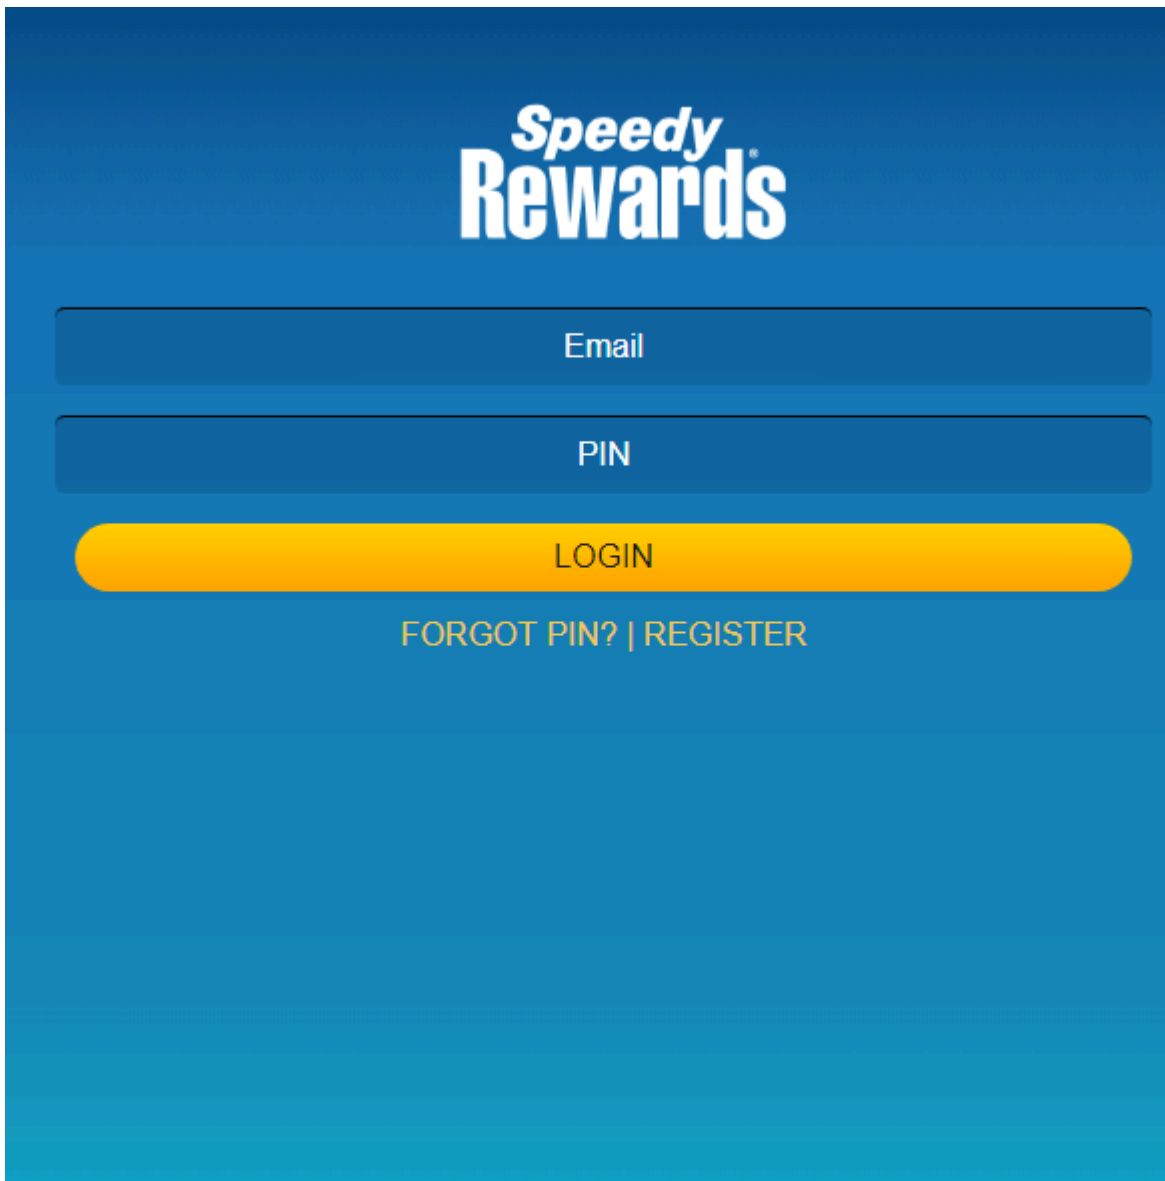 Speedy
Rewards®
Email
PIN
LOGIN
FORGOT PIN? | REGISTER